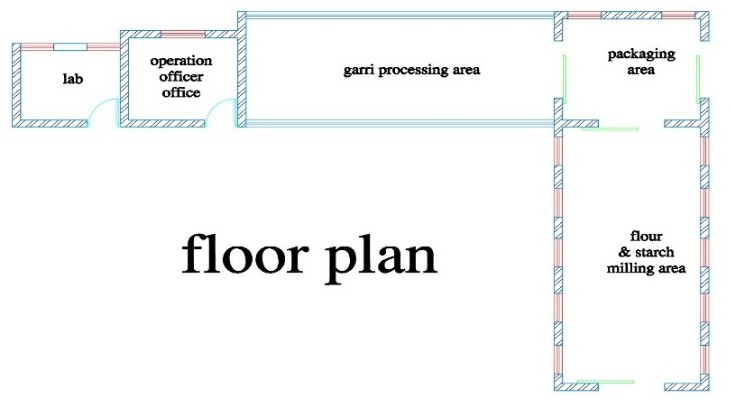 lab
operation
officer
office
garri processing area
packaging
area
floor plan
flour
& starch
milling area